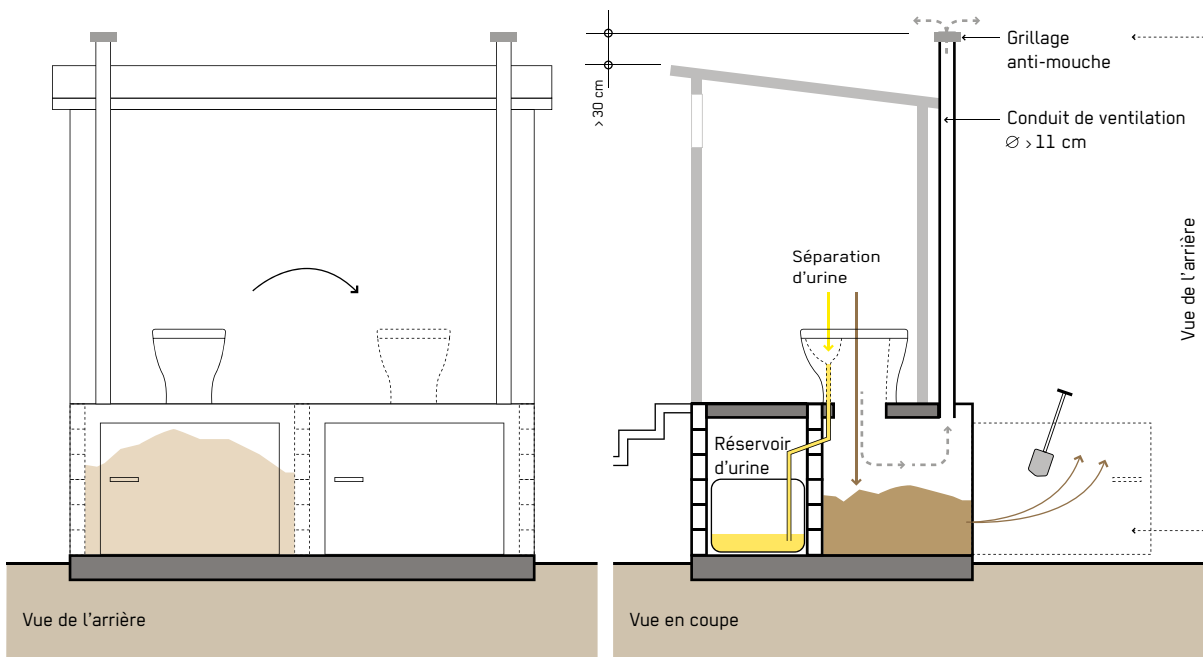 > 30 cm
Grillage
anti-mouche
Conduit de ventilation
∅ > 11 cm
Séparation
d'urine
Vue de l'arrière
Réservoir
d'urine
Vue de l'arrière
Vue en coupe